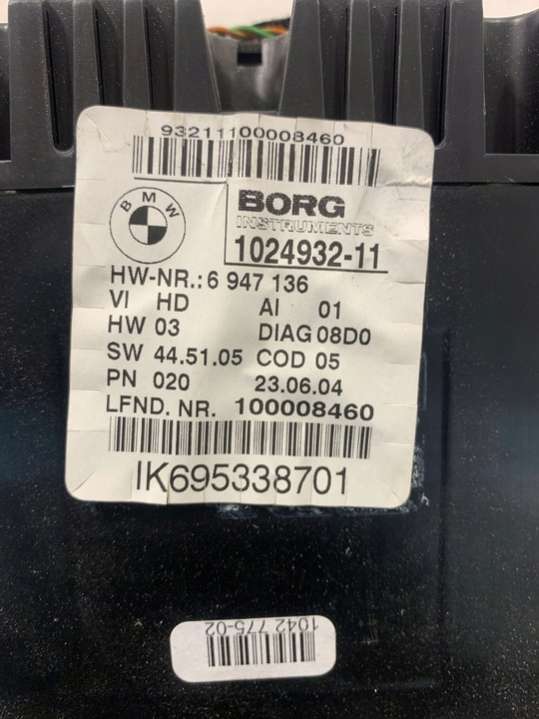 93211100008460
BMW
BORG
INSTRUMENTS
1024932-11
HW-NR.: 6 947 136
VI HD AI 01
HW 03 DIAG 08D0
SW 44.51.05 COD 05
PN 020 23.06.04
LFND. NR. 100008460
IK695338701
1042 775-02